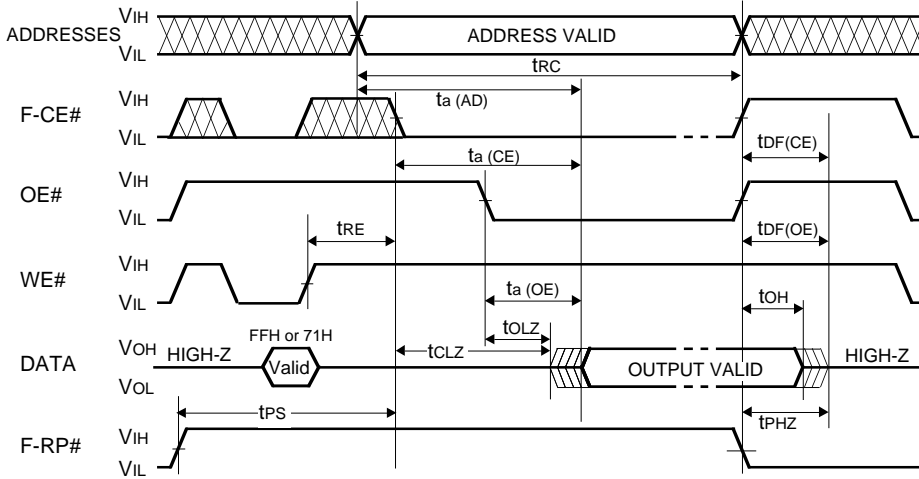 ADDRESSES VIH VIL ADDRESS VALID
tRC
ta (AD)
F-CE# VIH VIL
tDF(CE)
ta (CE)
OE# VIH VIL
tRE
tDF(OE)
WE# VIH VIL
ta (OE)
tOH
tOLZ
DATA VOH VOL HIGH-Z FFH or 71H Valid tCLZ OUTPUT VALID HIGH-Z
tPS
tPHZ
F-RP# VIH VIL